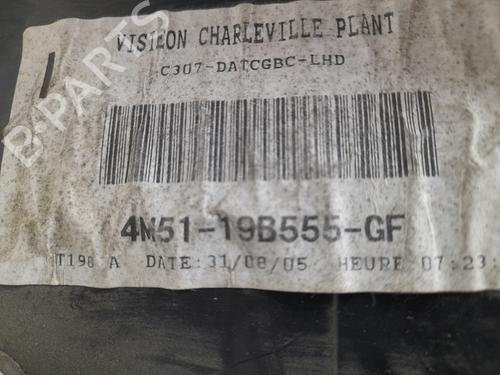 VISTEON CHARLEVILLE PLANT
C307-DATCGBC-LHD
4M51-19B555-GF
T198 A DATE:31/08/05 HEURE 07:23:
B-PARTS